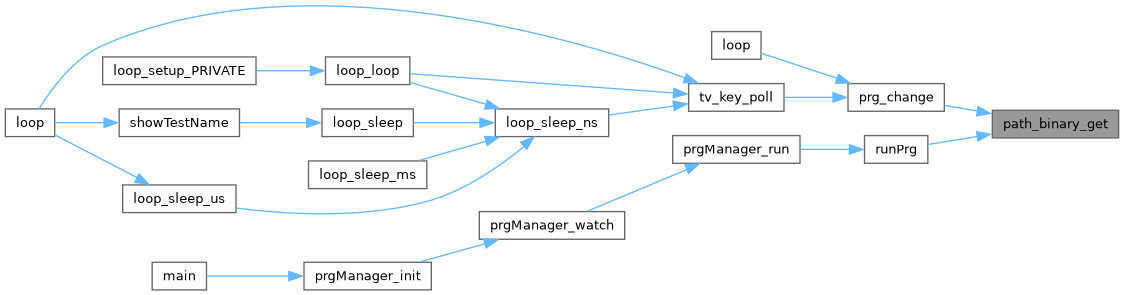 loop
loop_setup_PRIVATE
loop_loop
tv_key_poll
prg_change
loop
showTestName
loop_sleep
loop_sleep_ns
path_binary_get
prgManager_run
runPrg
loop_sleep_ms
loop_sleep_us
prgManager_watch
main
prgManager_init